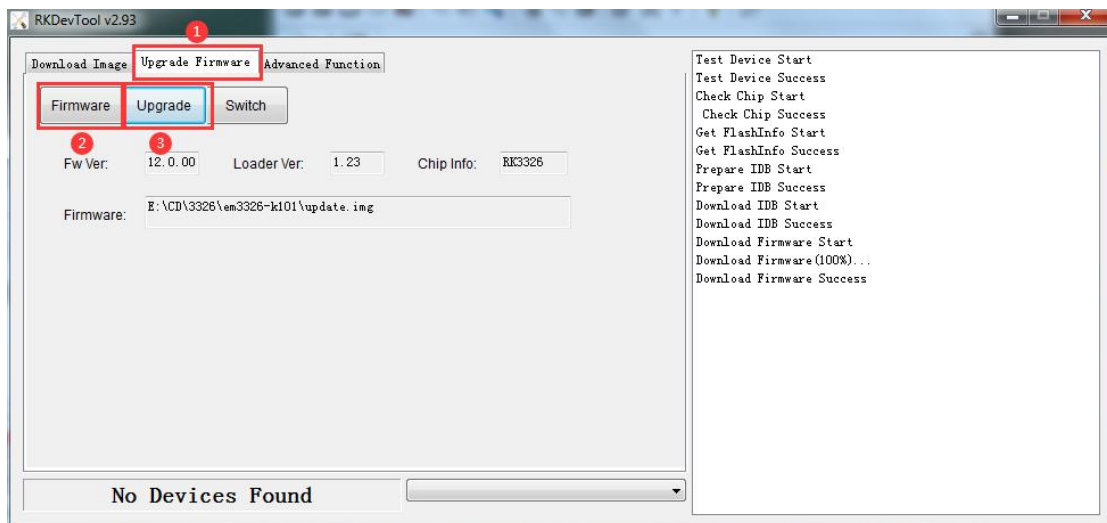 RKDevTool v2.93
1
Download Image Upgrade Firmware Advanced Function
Firmware Upgrade Switch
2 3
Fw Ver: 12.0.00 Loader Ver: 1.23 Chip Info: RK3326
Firmware: E:\CD\3326\em3326-k101\update.img
No Devices Found
Test Device Start
Test Device Success
Check Chip Start
Check Chip Success
Get FlashInfo Start
Get FlashInfo Success
Prepare IDB Start
Prepare IDB Success
Download IDB Start
Download IDB Success
Download Firmware Start
Download Firmware(100%)...
Download Firmware Success